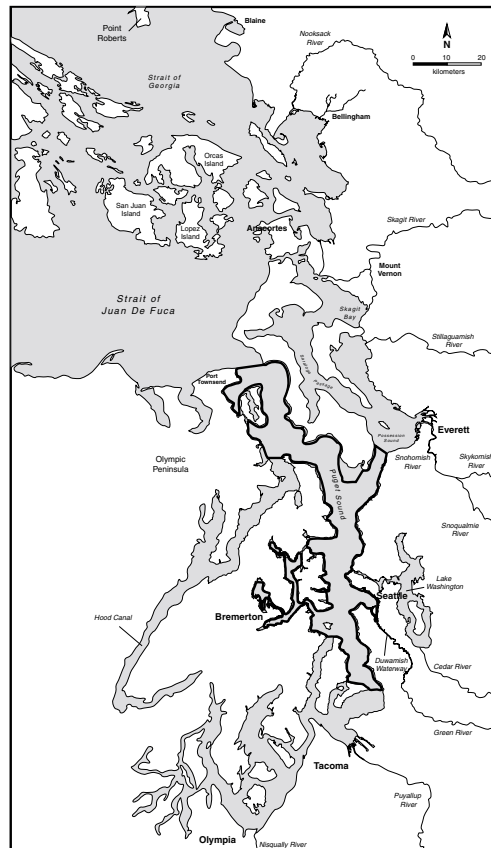 Point
Roberts
Blaine
Nooksack
River
N
0 10 20
kilometers
Strait of
Georgia
Bellingham
Orcas
Island
San Juan
Island
Lopez
Island
Anacortes
Skagit River
Mount
Vernon
Strait of
Juan De Fuca
Skagit
Bay
Stillaguamish
River
Saratoga
Passage
Port
Townsend
Possession
Sound
Everett
Olympic
Peninsula
Snohomish
River
Skykomish
River
Puget Sound
Snoqualmie
River
Lake
Washington
Seattle
Hood Canal
Bremerton
Duwamish
Waterway
Cedar River
Green River
Tacoma
Puyallup
River
Olympia
Nisqually River